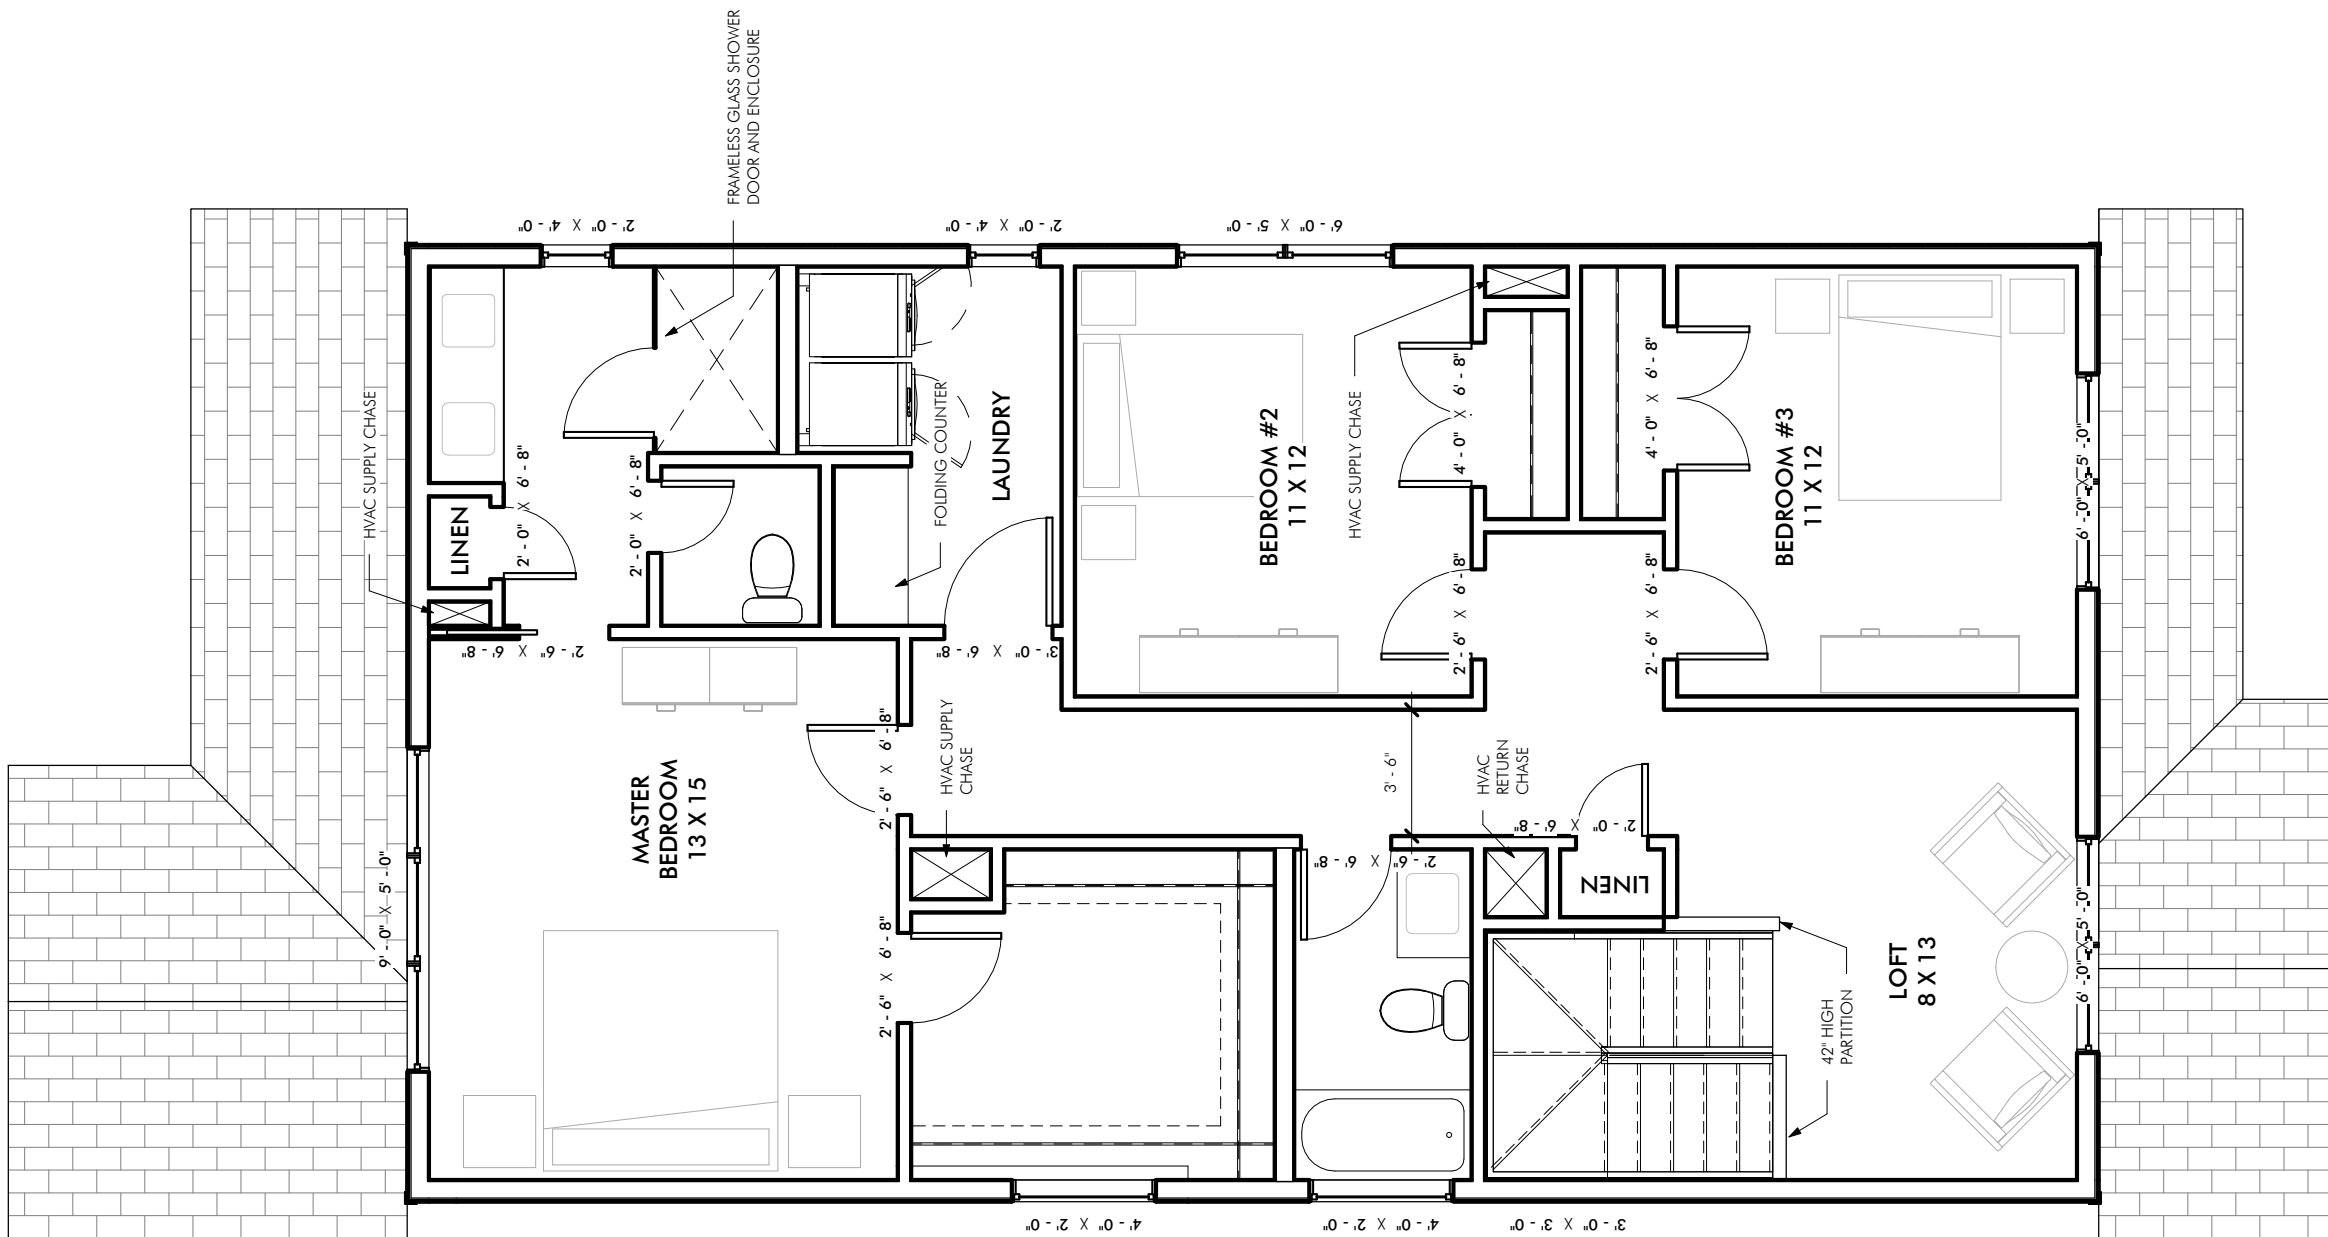 FRAMELESS GLASS SHOWER
DOOR AND ENCLOSURE
2' - 0" X 4' - 0"
2' - 0" X 4' - 0"
6' - 0" X 5' - 0"
HVAC SUPPLY CHASE
LINEN
2' - 0" X 6' - 8"
2' - 0" X 6' - 8"
2' - 6" X 6' - 8"
FOLDING COUNTER
LAUNDRY
3' - 0" X 6' - 8"
BEDROOM #2
11 X 12
HVAC SUPPLY CHASE
4' - 0" X 6' - 8"
4' - 0" X 6' - 8"
2' - 6" X 6' - 8"
2' - 6" X 6' - 8"
BEDROOM #3
11 X 12
6' - 0" X 5' - 0"
MASTER
BEDROOM
13 X 15
9' - 0" X 5' - 0"
2' - 6" X 6' - 8"
HVAC SUPPLY
CHASE
2' - 6" X 6' - 8"
2' - 6" X 6' - 8"
3' - 6"
HVAC
RETURN
CHASE
2' - 0" X 6' - 8"
LINEN
LOFT
8 X 13
42" HIGH
PARTITION
6' - 0" X 5' - 0"
4' - 0" X 2' - 0"
4' - 0" X 2' - 0"
3' - 0" X 3' - 0"